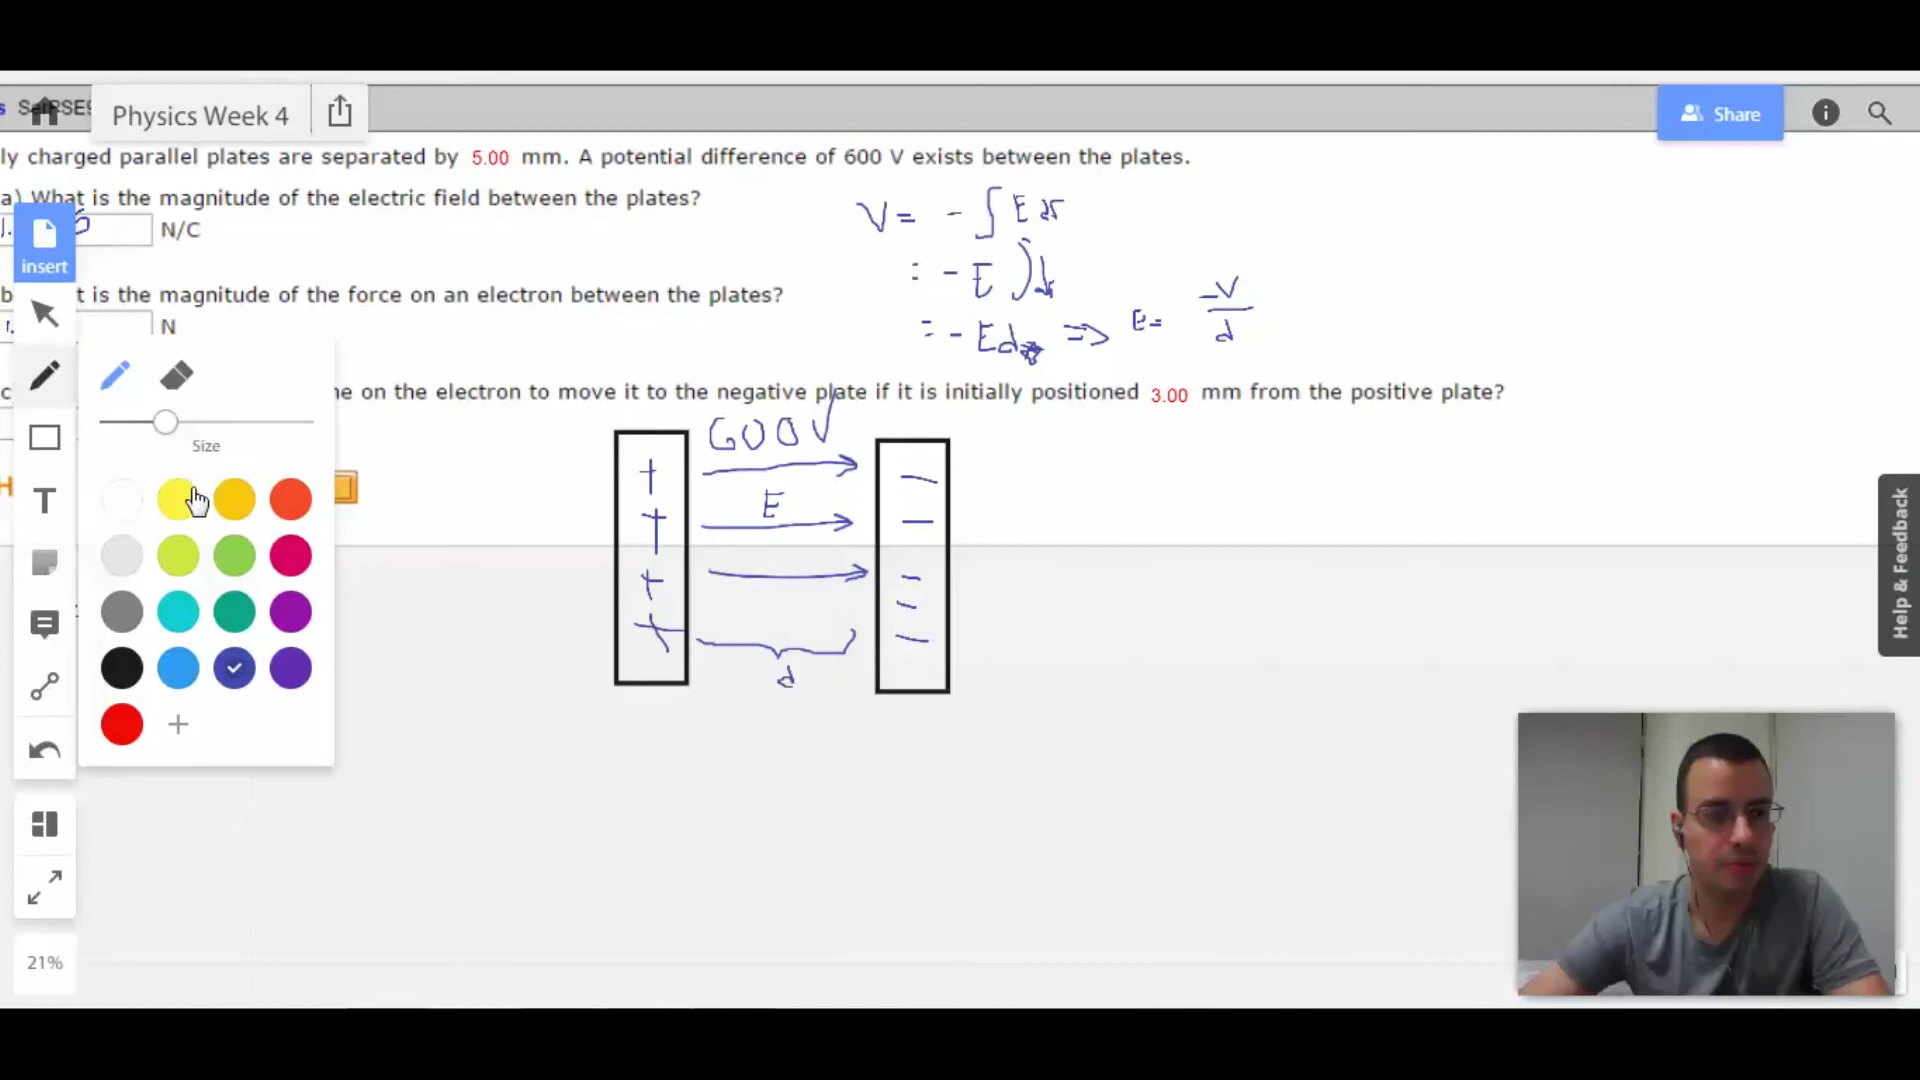 Physics Week 4
Share
ly charged parallel plates are separated by 5.00 mm. A potential difference of 600 V exists between the plates.
a) What is the magnitude of the electric field between the plates?
N/C
t is the magnitude of the force on an electron between the plates?
N
ne on the electron to move it to the negative plate if it is initially positioned 3.00 mm from the positive plate?
V = - ∫ E dr
= - E ∫ dr
= - Ed => E = -V/d
600V
E
d
+ + + +
- - - - -
insert
Size
T
21%
Help & Feedback